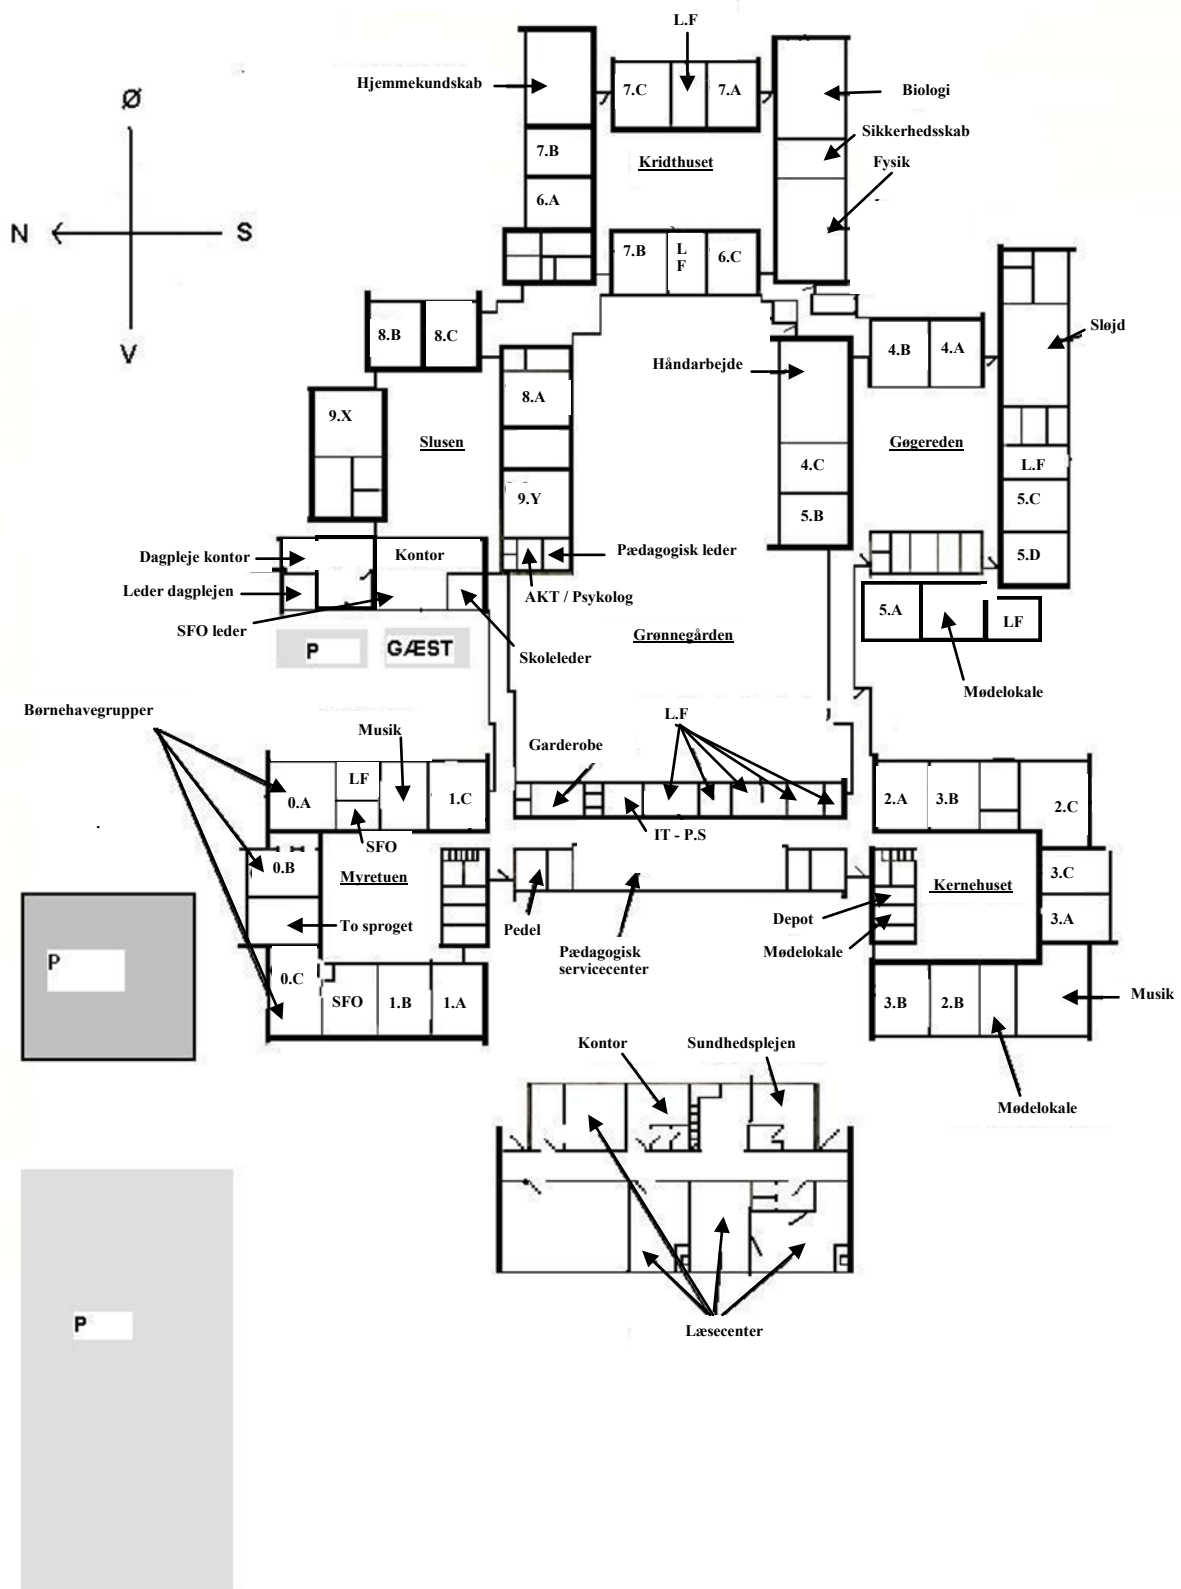 L.F
Hjemmekundskab
7.C
7.A
Biologi
Ø
Sikkerhedsskab
7.B
Kridthuset
Fysik
6.A
N
S
7.B
L
F
6.C
V
8.B
8.C
4.B
4.A
Sløjd
Håndarbejde
8.A
9.X
Slusen
Gøgereden
4.C
L.F
9.Y
5.C
5.B
Dagpleje kontor
Kontor
Pædagogisk leder
5.D
Leder dagplejen
AKT / Psykolog
5.A
LF
SFO leder
Grønnegården
P
GÆST
Skoleleder
Mødelokale
Børnehavegrupper
L.F
Musik
Garderobe
LF
0.A
1.C
2.A
3.B
2.C
IT - P.S
SFO
0.B
Myretuen
3.C
Kernehuset
3.A
To sproget
Pedel
Depot
Pædagogisk
servicecenter
Mødelokale
P
0.C
SFO
1.B
1.A
3.B
2.B
Musik
Kontor
Sundhedsplejen
Mødelokale
P
Læsecenter